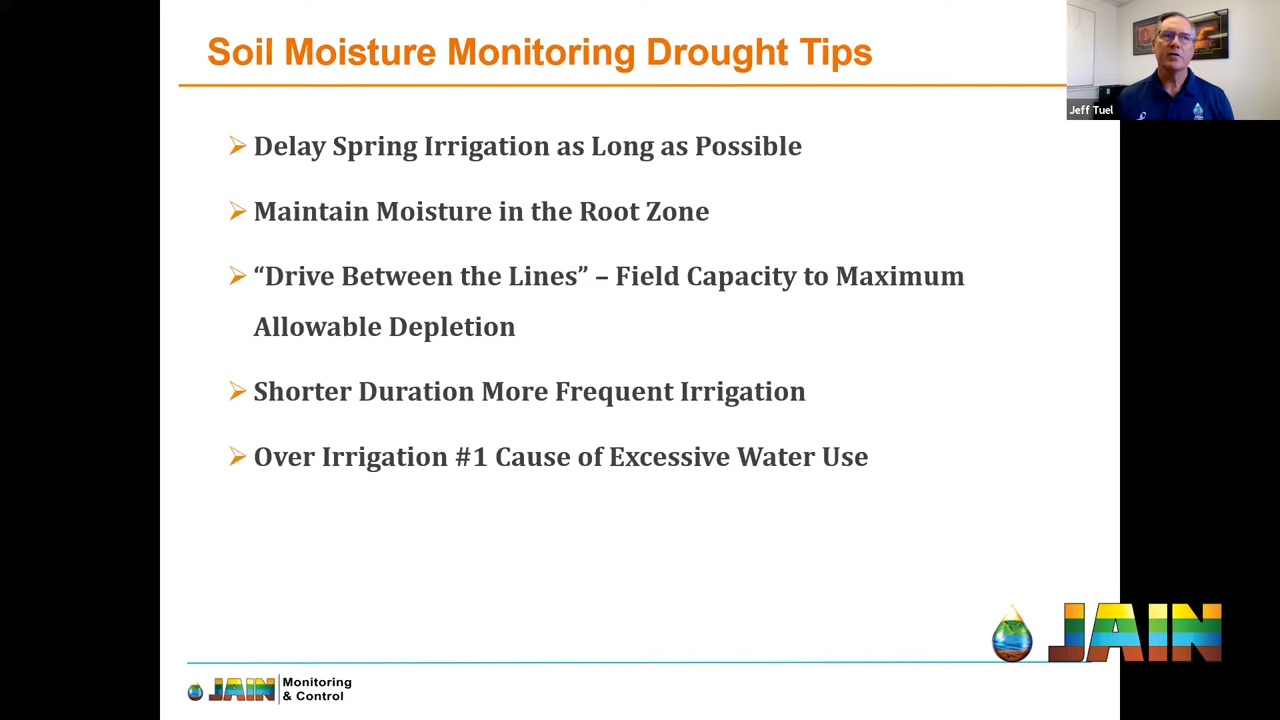 Soil Moisture Monitoring Drought Tips
Jeff Tuel
Delay Spring Irrigation as Long as Possible
Maintain Moisture in the Root Zone
“Drive Between the Lines” – Field Capacity to Maximum
Allowable Depletion
Shorter Duration More Frequent Irrigation
Over Irrigation #1 Cause of Excessive Water Use
JAIN
JAIN Monitoring
& Control